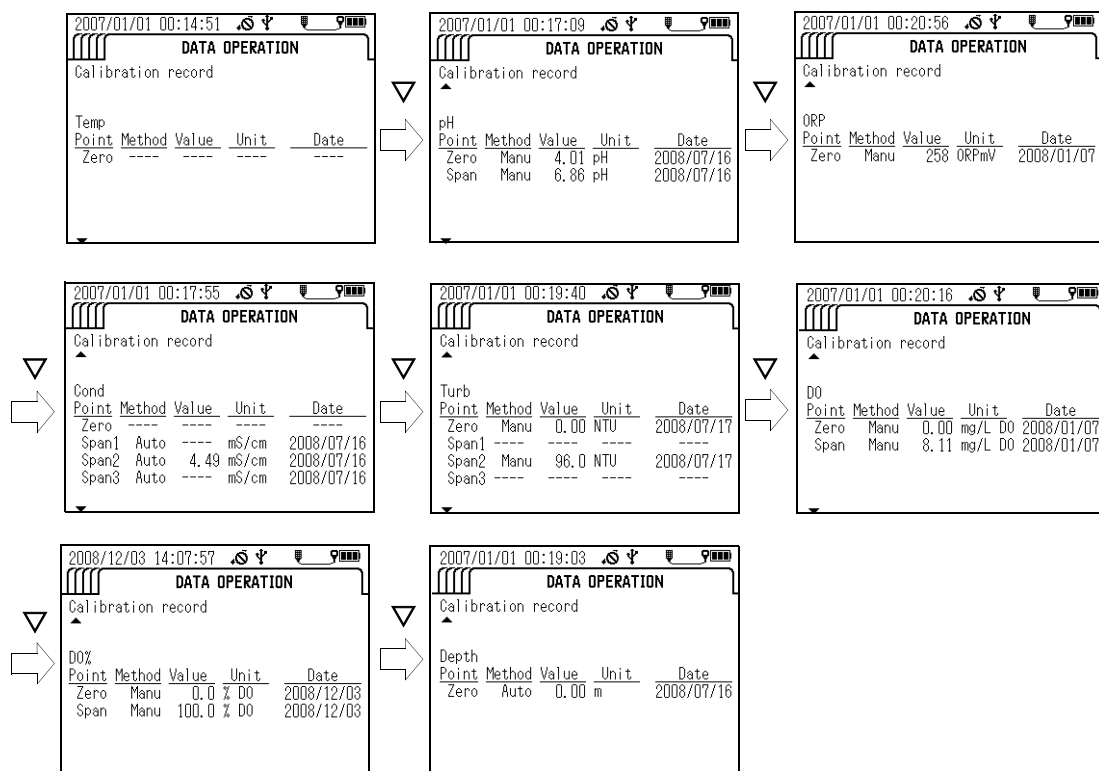 2007/01/01 00:14:51
DATA OPERATION
Calibration record
Temp
Point Method Value Unit Date
Zero ---- ---- ---- ----
2007/01/01 00:17:09
DATA OPERATION
Calibration record
pH
Point Method Value Unit Date
Zero Manu 4.01 pH 2008/07/16
Span Manu 6.86 pH 2008/07/16
2007/01/01 00:20:56
DATA OPERATION
Calibration record
ORP
Point Method Value Unit Date
Zero Manu 258 ORPmV 2008/01/07
2007/01/01 00:17:55
DATA OPERATION
Calibration record
Cond
Point Method Value Unit Date
Zero ---- ---- ---- ----
Span1 Auto ---- mS/cm 2008/07/16
Span2 Auto 4.49 mS/cm 2008/07/16
Span3 Auto ---- mS/cm 2008/07/16
2007/01/01 00:19:40
DATA OPERATION
Calibration record
Turb
Point Method Value Unit Date
Zero Manu 0.00 NTU 2008/07/17
Span1 ---- ---- ---- ----
Span2 Manu 96.0 NTU 2008/07/17
Span3 ---- ---- ---- ----
2007/01/01 00:20:16
DATA OPERATION
Calibration record
DO
Point Method Value Unit Date
Zero Manu 0.00 mg/L DO 2008/01/07
Span Manu 8.11 mg/L DO 2008/01/07
2008/12/03 14:07:57
DATA OPERATION
Calibration record
DO%
Point Method Value Unit Date
Zero Manu 0.0 % DO 2008/12/03
Span Manu 100.0 % DO 2008/12/03
2007/01/01 00:19:03
DATA OPERATION
Calibration record
Depth
Point Method Value Unit Date
Zero Auto 0.00 m 2008/07/16